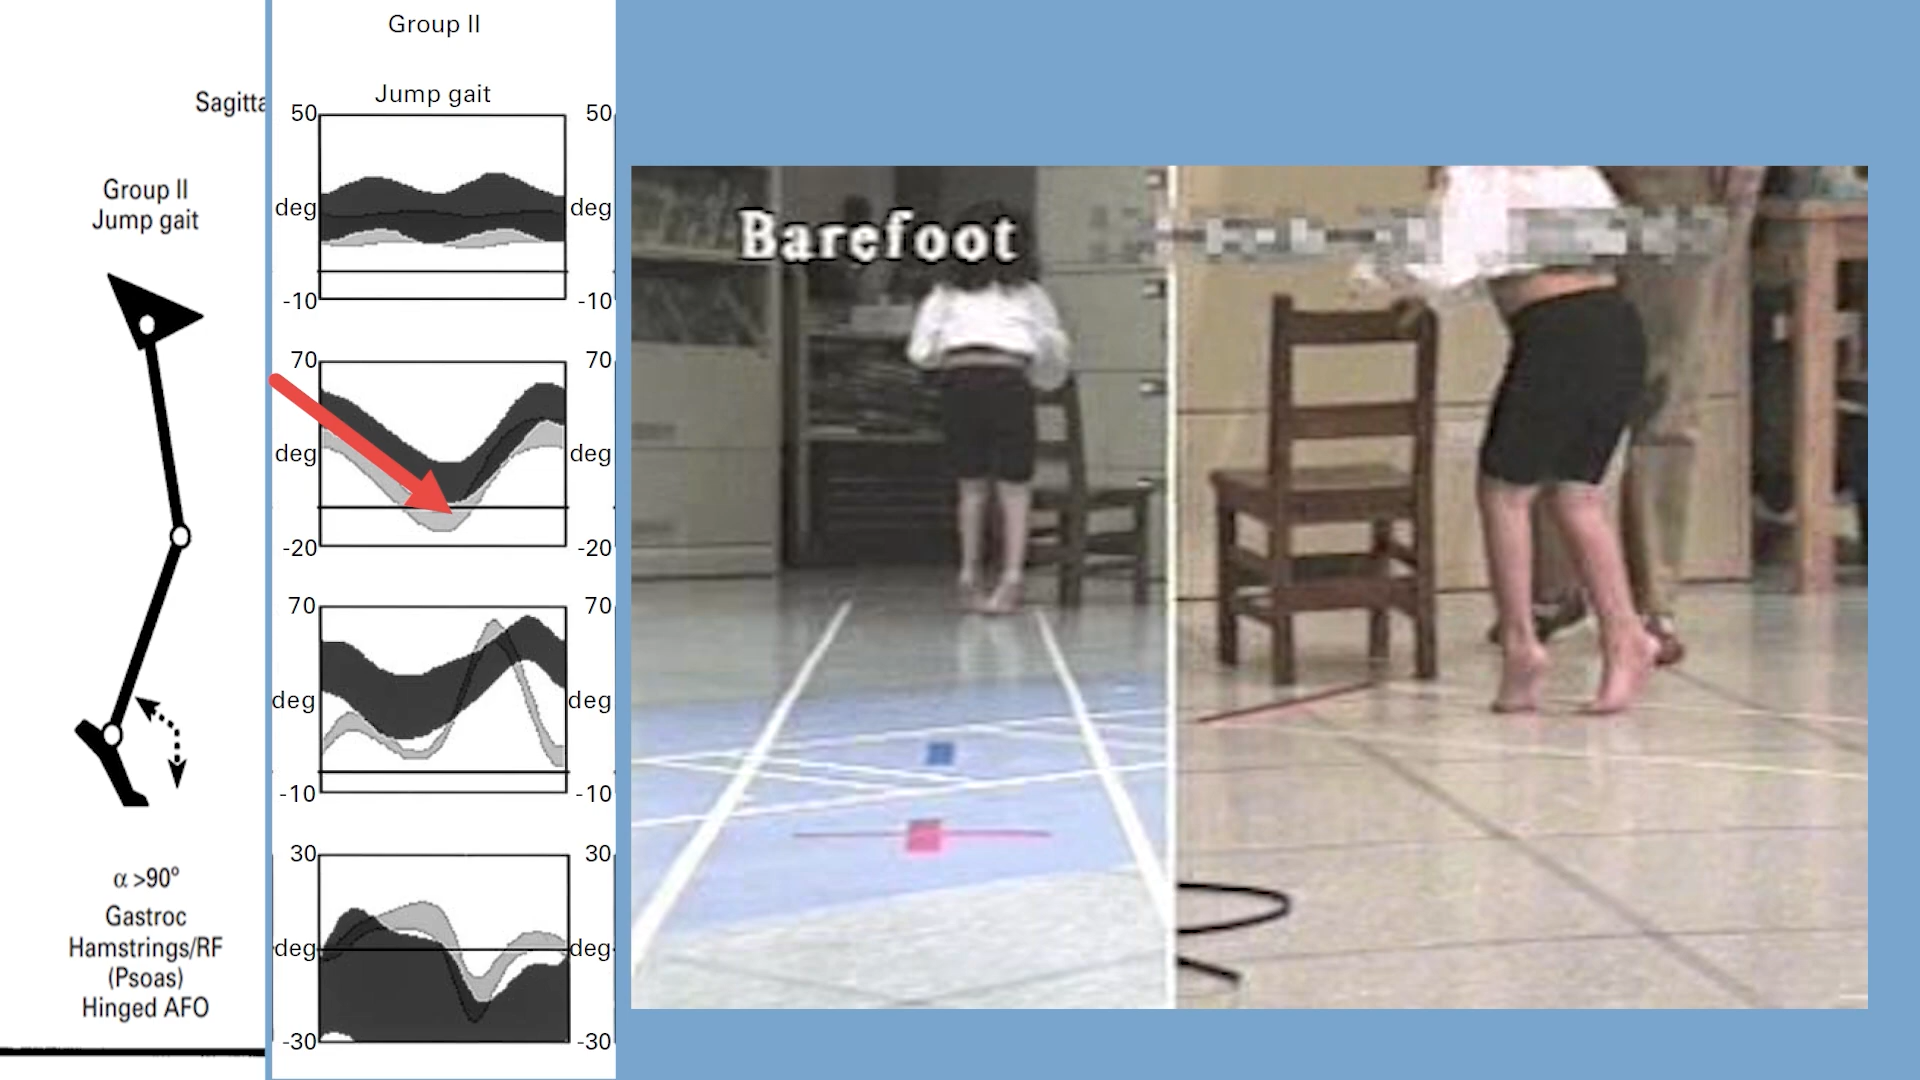 Sagitta
Group II
Jump gait
α >90°
Gastroc
Hamstrings/RF
(Psoas)
Hinged AFO
Group II
Jump gait
50
50
deg
deg
-10
-10
70
70
deg
deg
-20
-20
70
70
deg
deg
-10
-10
30
30
deg
deg
-30
-30
Barefoot